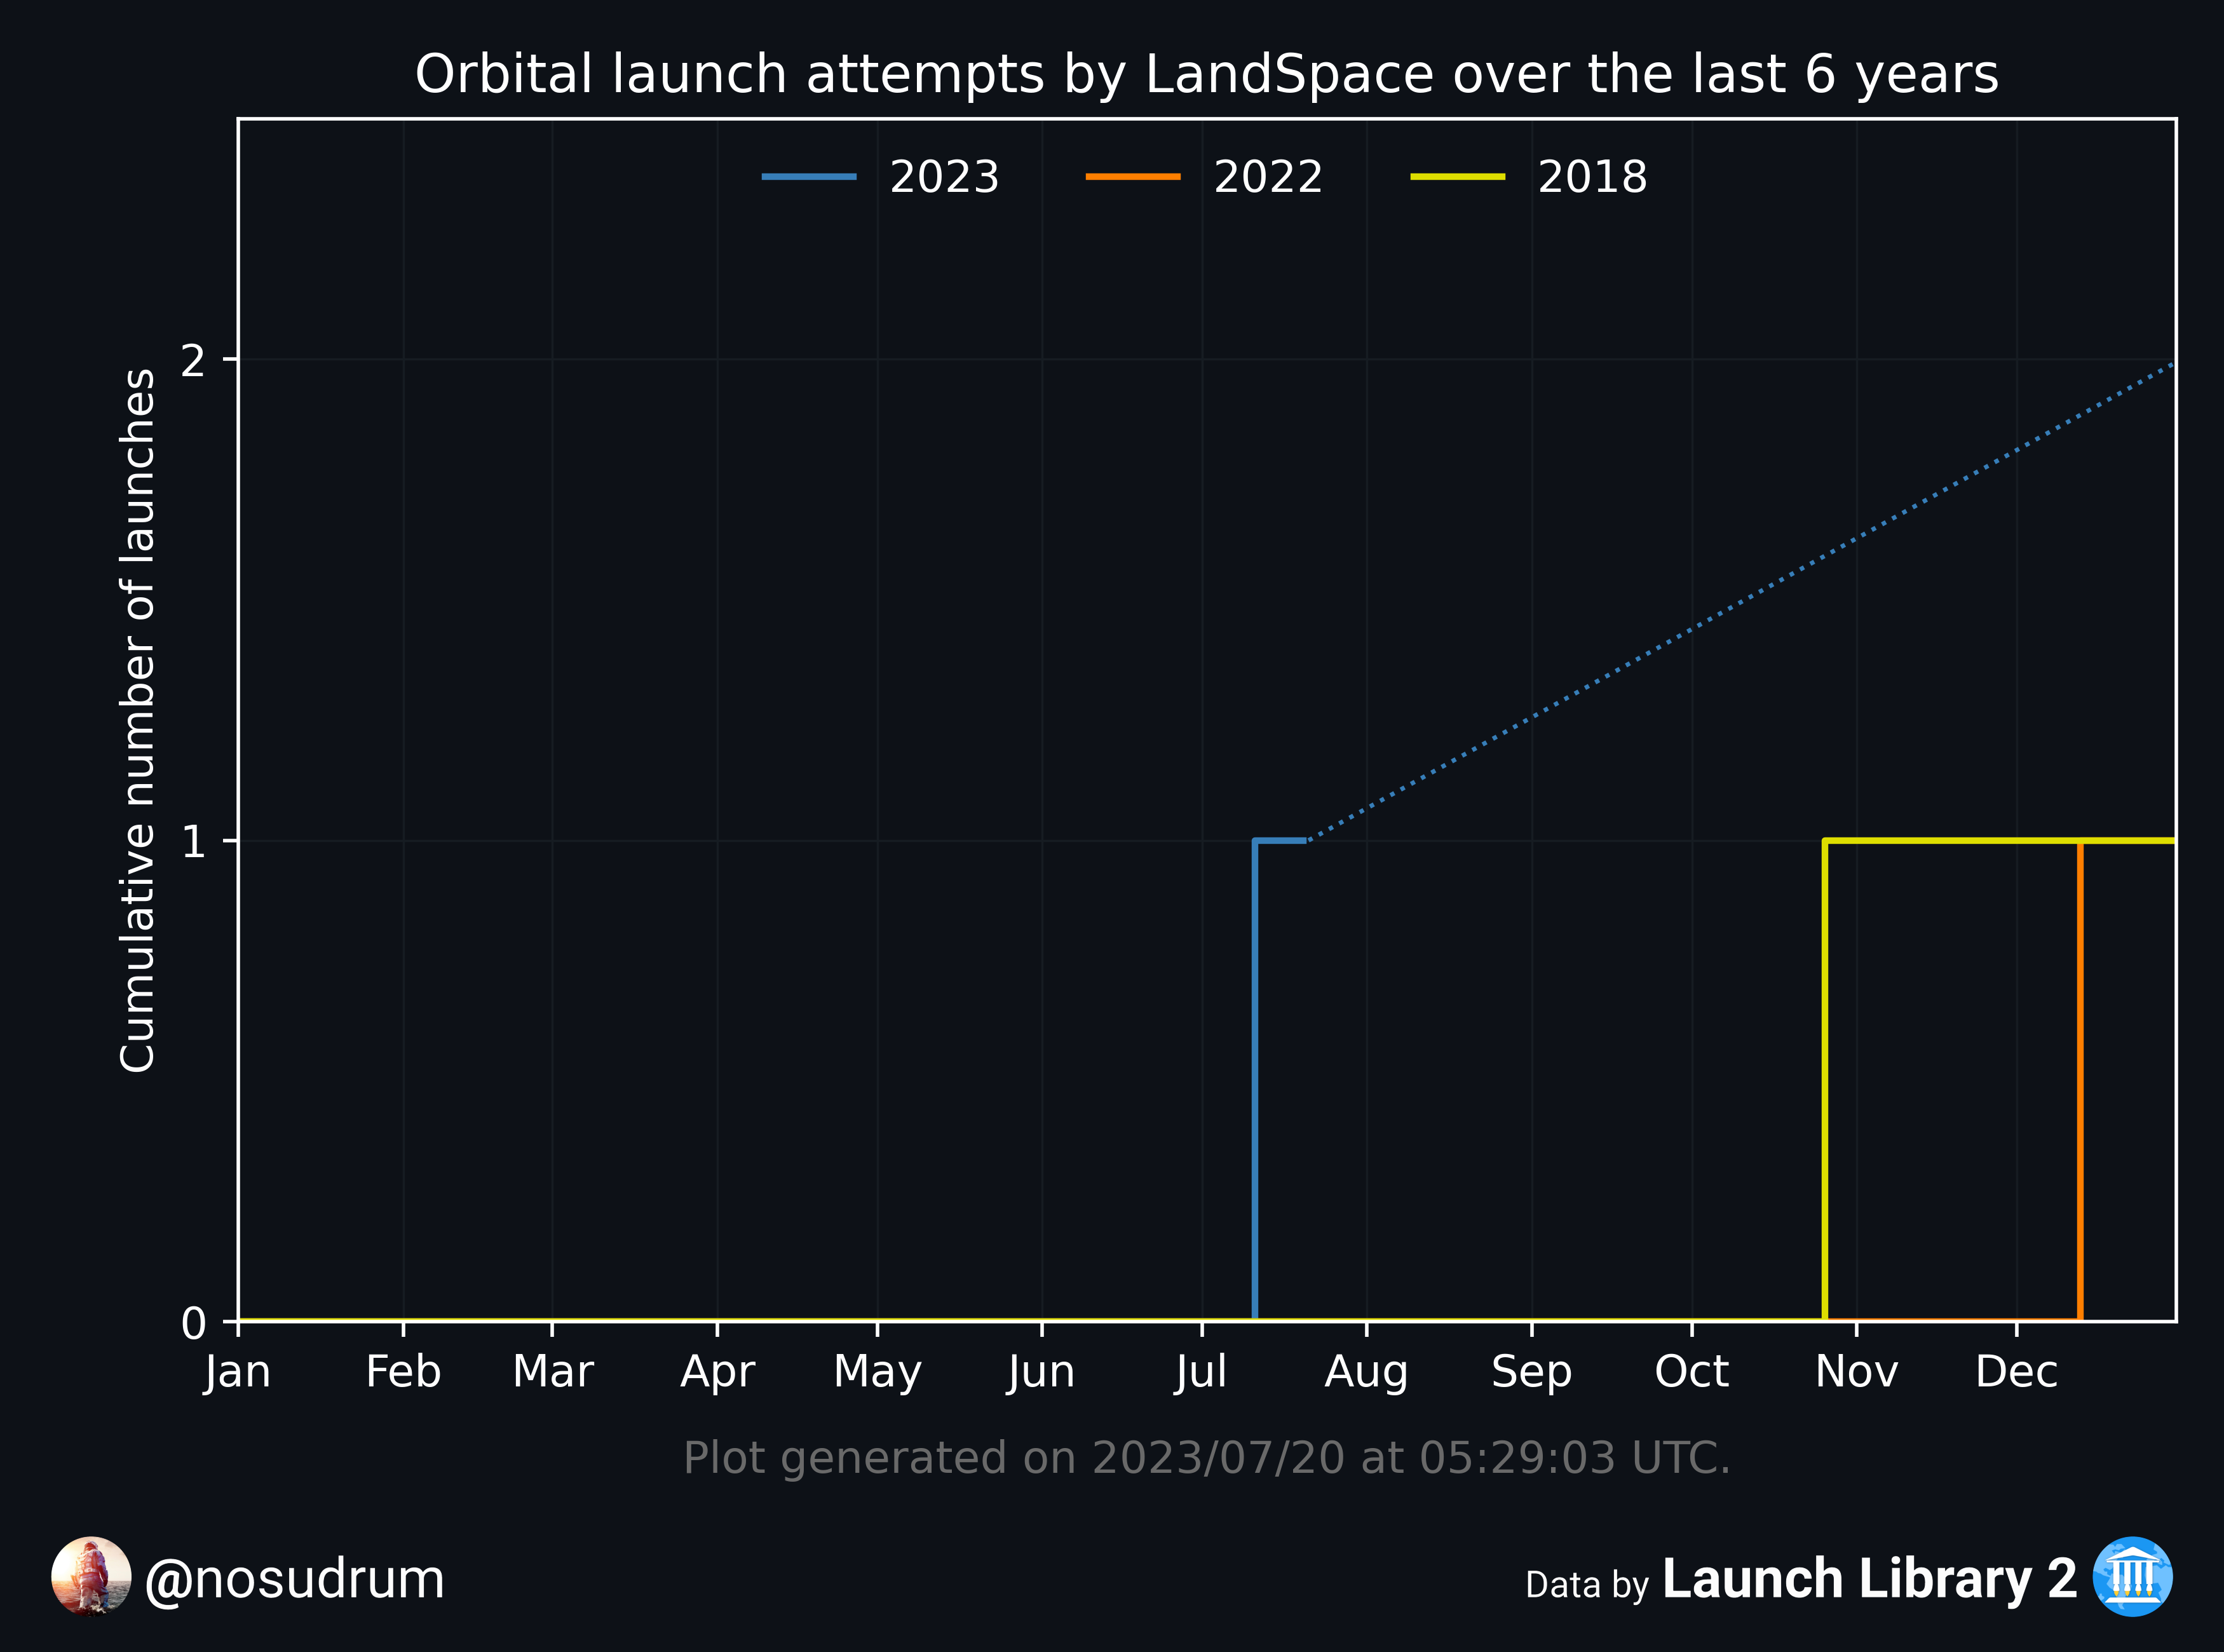 Orbital launch attempts by LandSpace over the last 6 years
2023 2022 2018
Cumulative number of launches
2
1
0
Jan Feb Mar Apr May Jun Jul Aug Sep Oct Nov Dec
Plot generated on 2023/07/20 at 05:29:03 UTC.
@nosudrum
Data by Launch Library 2